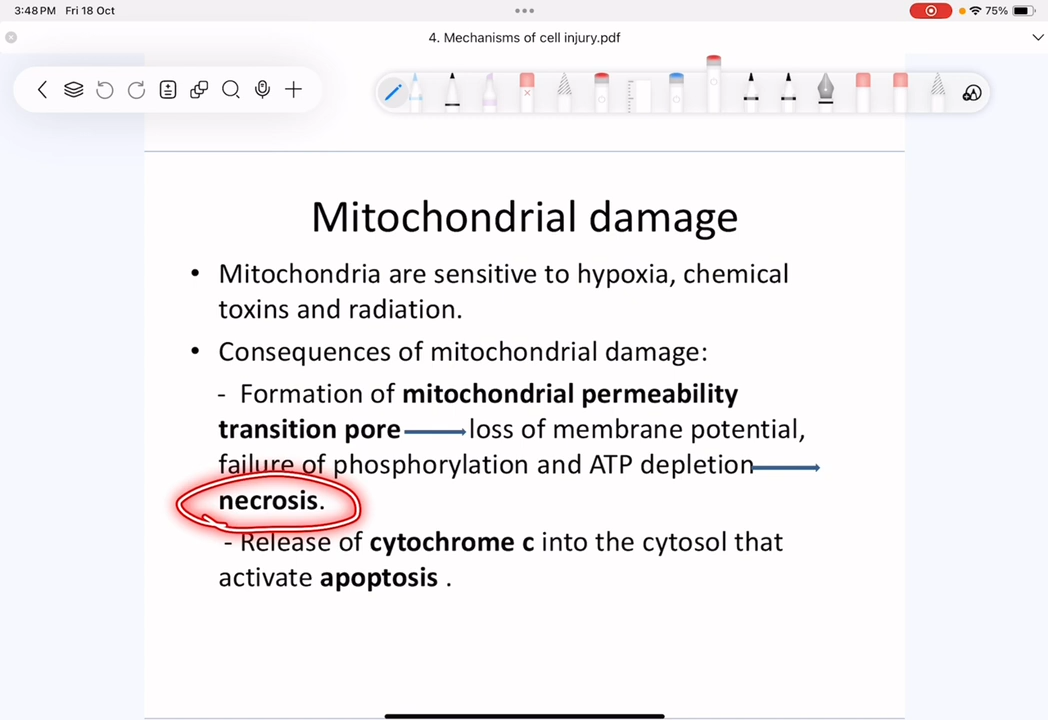 3:48 PM Fri 18 Oct
75%
4. Mechanisms of cell injury.pdf
Mitochondrial damage
• Mitochondria are sensitive to hypoxia, chemical
toxins and radiation.
• Consequences of mitochondrial damage:
- Formation of mitochondrial permeability
transition pore loss of membrane potential,
failure of phosphorylation and ATP depletion
necrosis.
- Release of cytochrome c into the cytosol that
activate apoptosis .